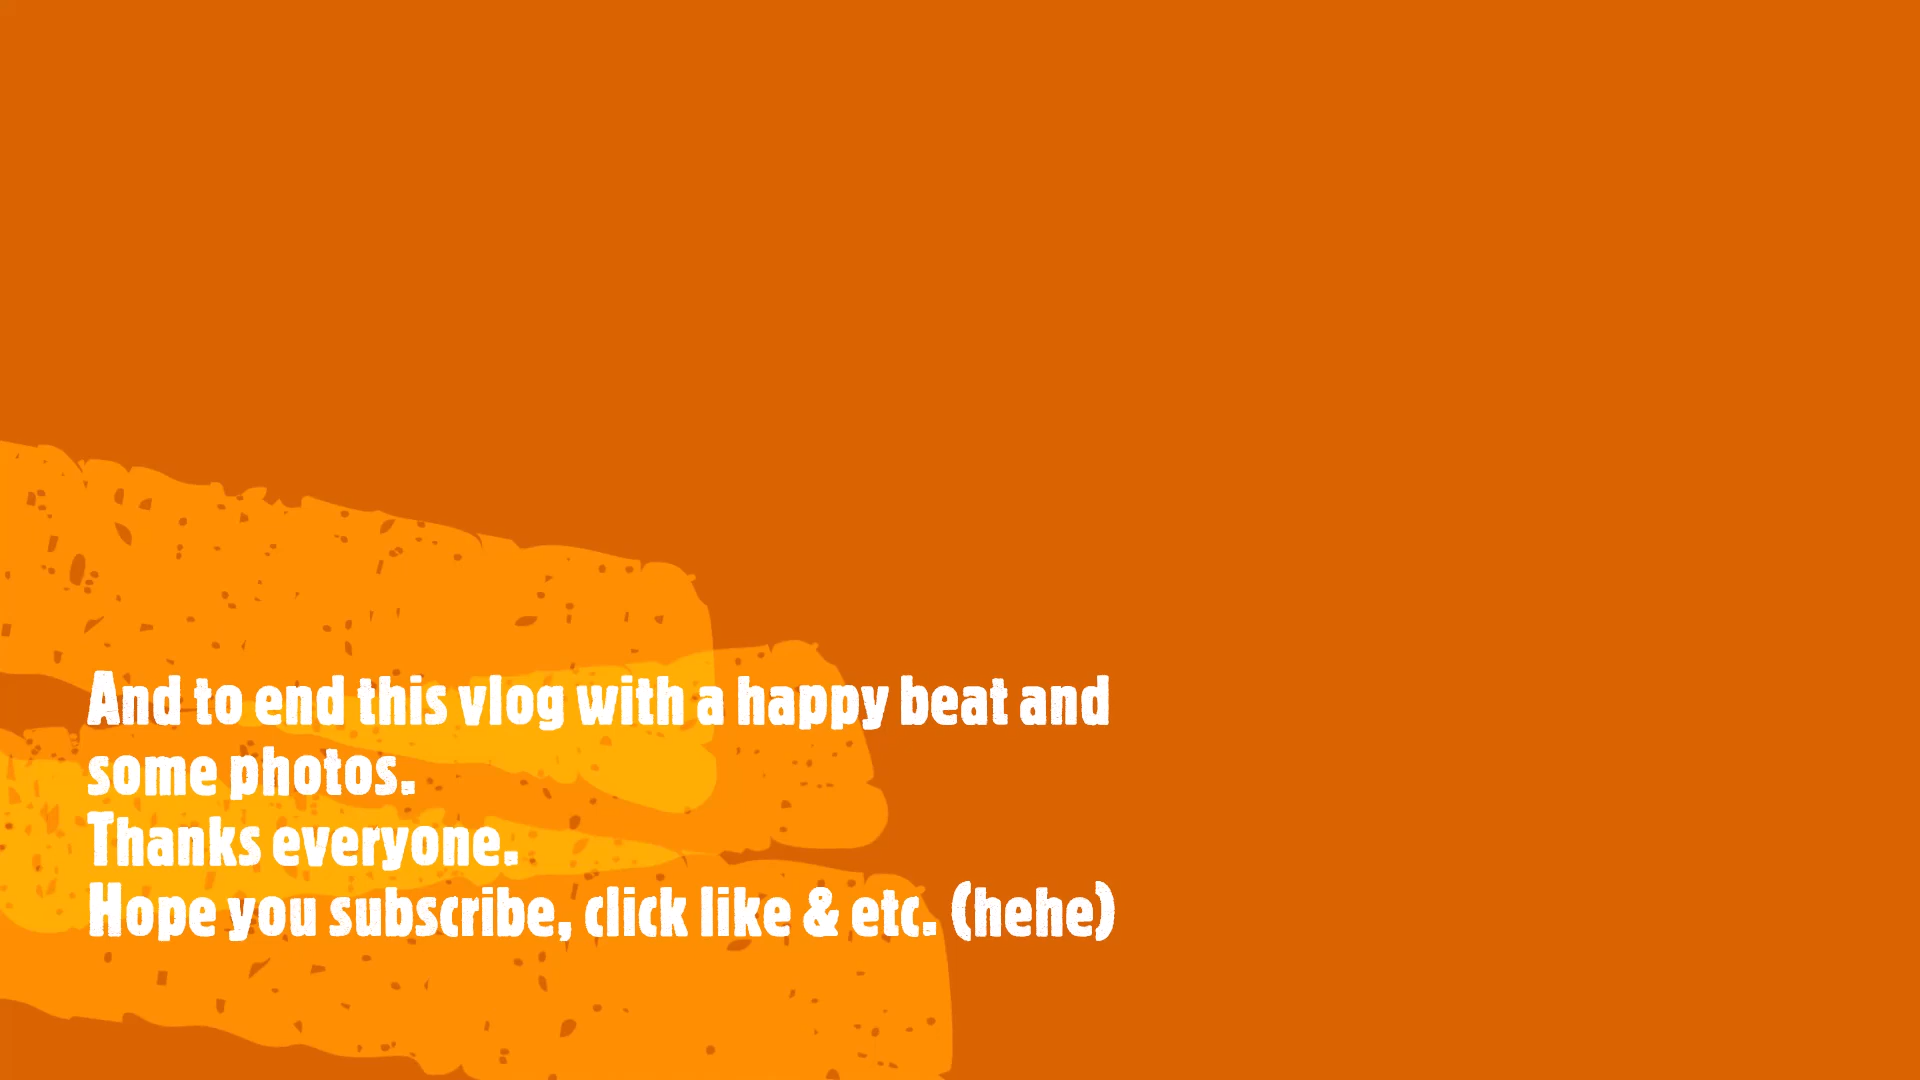 And to end this vlog with a happy beat and
some photos.
Thanks everyone.
Hope you subscribe, click like & etc. (hehe)